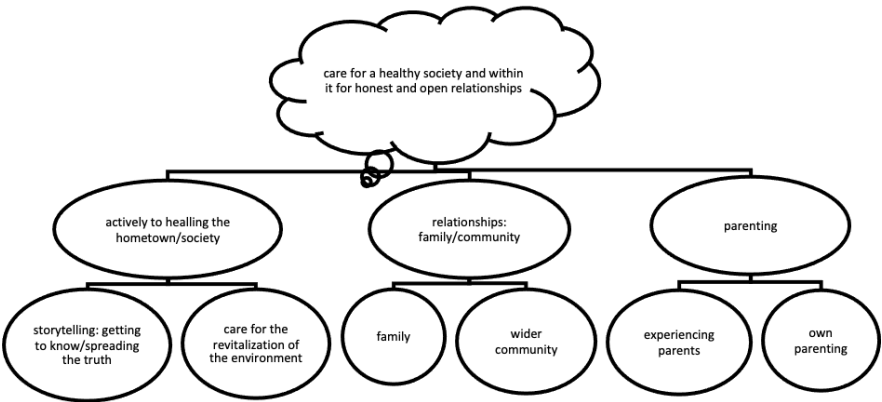 care for a healthy society and within
it for honest and open relationships
actively to healling the
hometown/society
relationships:
family/community
parenting
storytelling: getting
to know/spreading
the truth
care for the
revitalization of
the environment
family
wider
community
experiencing
parents
own
parenting